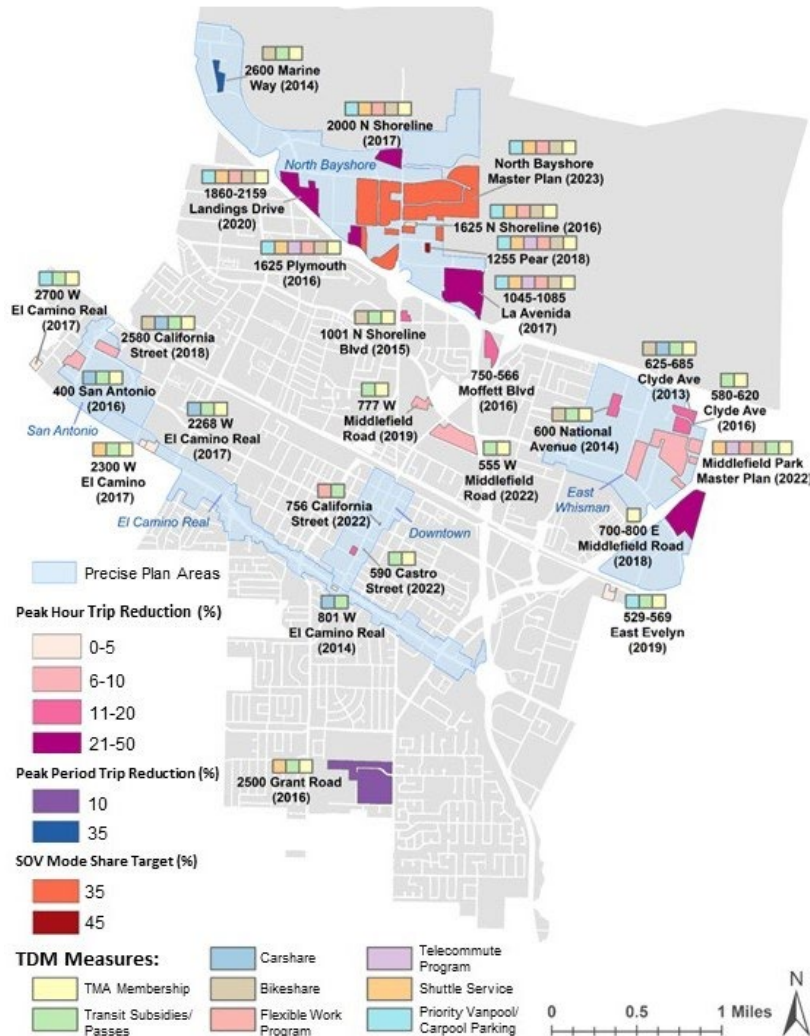 2600 Marine
Way (2014)
2000 N Shoreline
(2017)
North Bayshore
North Bayshore
Master Plan (2023)
1860-2159
Landings Drive
(2020)
1625 N Shoreline (2016)
1625 Plymouth
(2016)
1255 Pear (2018)
1045-1085
La Avenida
(2017)
2700 W
El Camino Real
(2017)
2580 California
Street (2018)
1001 N Shoreline
Blvd (2015)
750-566
Moffett Blvd
(2016)
625-685
Clyde Ave
(2013)
580-620
Clyde Ave
(2016)
400 San Antonio
(2016)
San Antonio
2268 W
El Camino Real
(2017)
777 W
Middlefield
Road (2019)
600 National
Avenue (2014)
2300 W
El Camino
(2017)
555 W
Middlefield
Road (2022)
Middlefield Park
Master Plan (2022)
East
Whisman
El Camino Real
756 California
Street (2022)
Downtown
700-800 E
Middlefield Road
(2018)
590 Castro
Street (2022)
801 W
El Camino Real
(2014)
529-569
East Evelyn
(2019)
2500 Grant Road
(2016)
Precise Plan Areas
Peak Hour Trip Reduction (%)
0-5
6-10
11-20
21-50
Peak Period Trip Reduction (%)
10
35
SOV Mode Share Target (%)
35
45
TDM Measures:
TMA Membership
Transit Subsidies/
Passes
Carshare
Bikeshare
Flexible Work
Program
Telecommute
Program
Shuttle Service
Priority Vanpool/
Carpool Parking
N
0 0.5 1 Miles